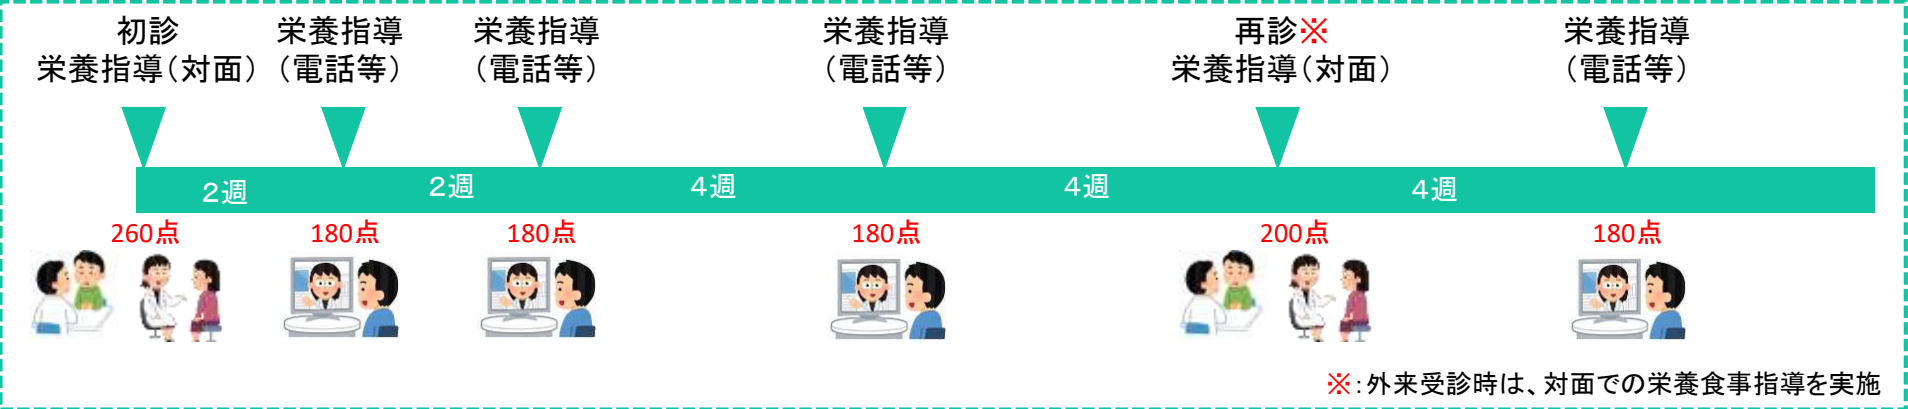 初診
栄養指導（対面）
栄養指導
（電話等）
栄養指導
（電話等）
栄養指導
（電話等）
再診※
栄養指導（対面）
栄養指導
（電話等）
２週
２週
４週
４週
４週
260点
180点
180点
180点
200点
180点
※：外来受診時は、対面での栄養食事指導を実施